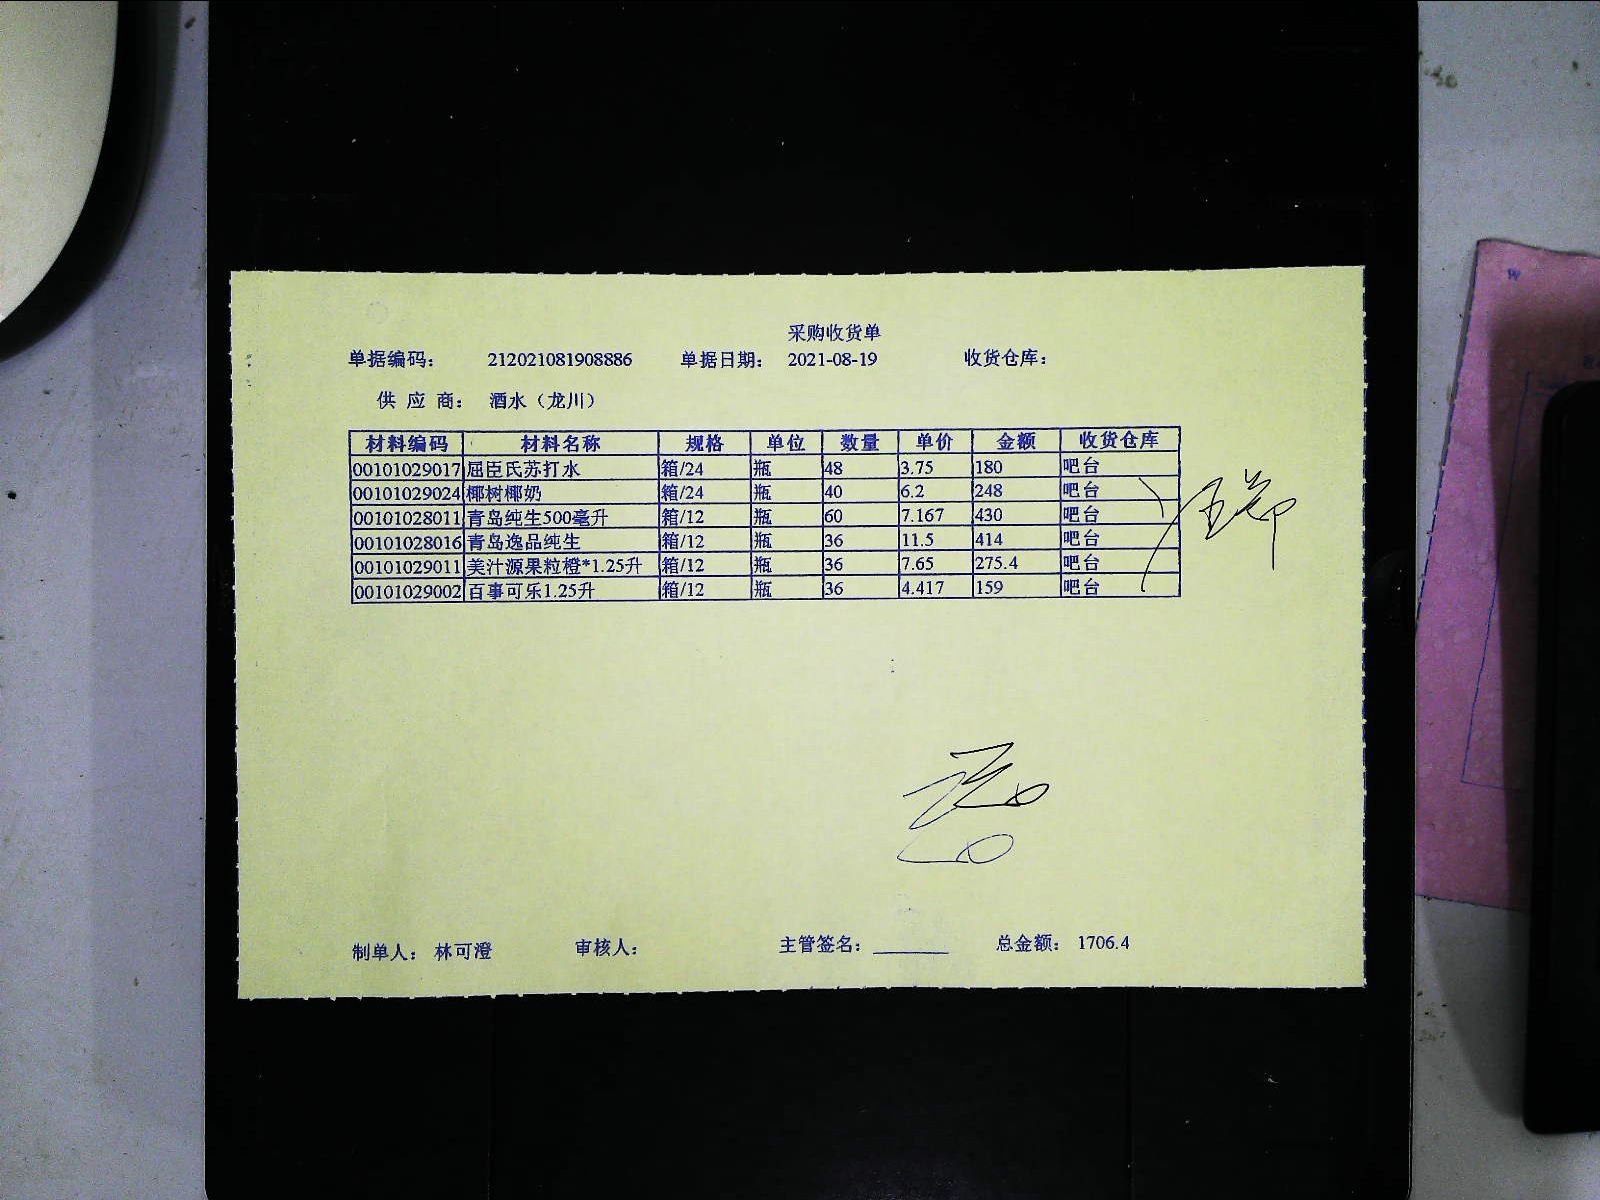 采购收货单
单据编码： 212021081908886 单据日期： 2021-08-19 收货仓库：
供 应 商： 酒水（龙川）
材料编码 材料名称 规格 单位 数量 单价 金额 收货仓库
00101029017 屈臣氏苏打水 箱/24 瓶 48 3.75 180 吧台
00101029024 椰树椰奶 箱/24 瓶 40 6.2 248 吧台
00101028011 青岛纯生500毫升 箱/12 瓶 60 7.167 430 吧台
00101028016 青岛逸品纯生 箱/12 瓶 36 11.5 414 吧台
00101029011 美汁源果粒橙*1.25升 箱/12 瓶 36 7.65 275.4 吧台
00101029002 百事可乐1.25升 箱/12 瓶 36 4.417 159 吧台
制单人： 林可澄 审核人： 主管签名： 总金额： 1706.4